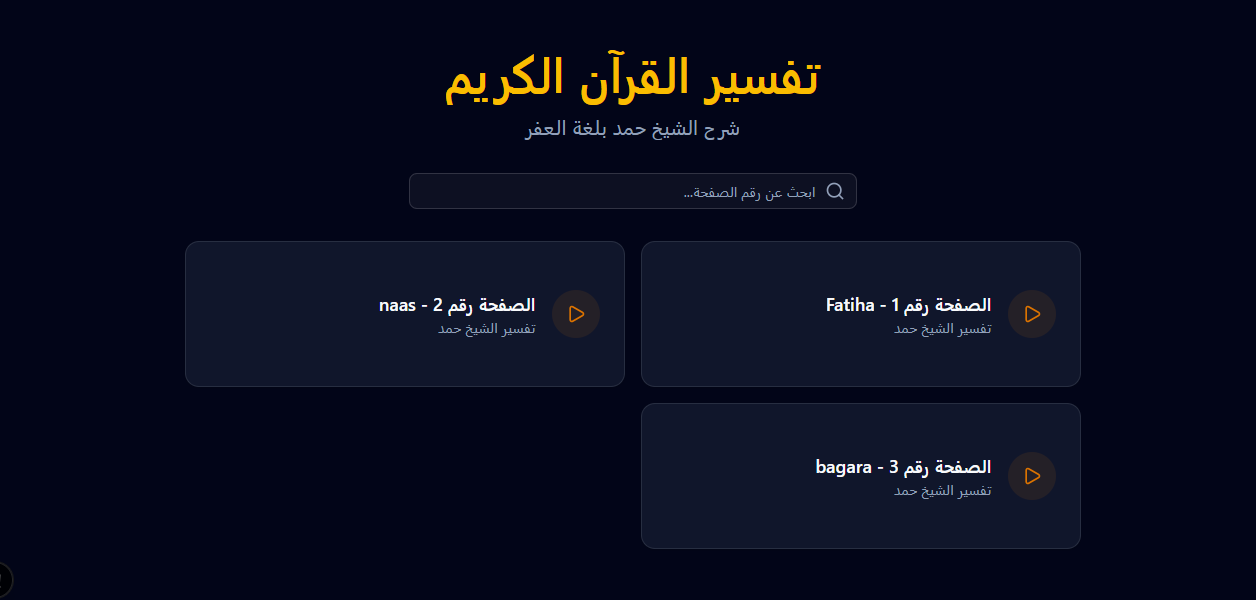 تفسير القرآن الكريم
شرح الشيخ حمد بلغة العفر
ابحث عن رقم الصفحة...
الصفحة رقم 1 - Fatiha
تفسير الشيخ حمد
الصفحة رقم 2 - naas
تفسير الشيخ حمد
الصفحة رقم 3 - bagara
تفسير الشيخ حمد